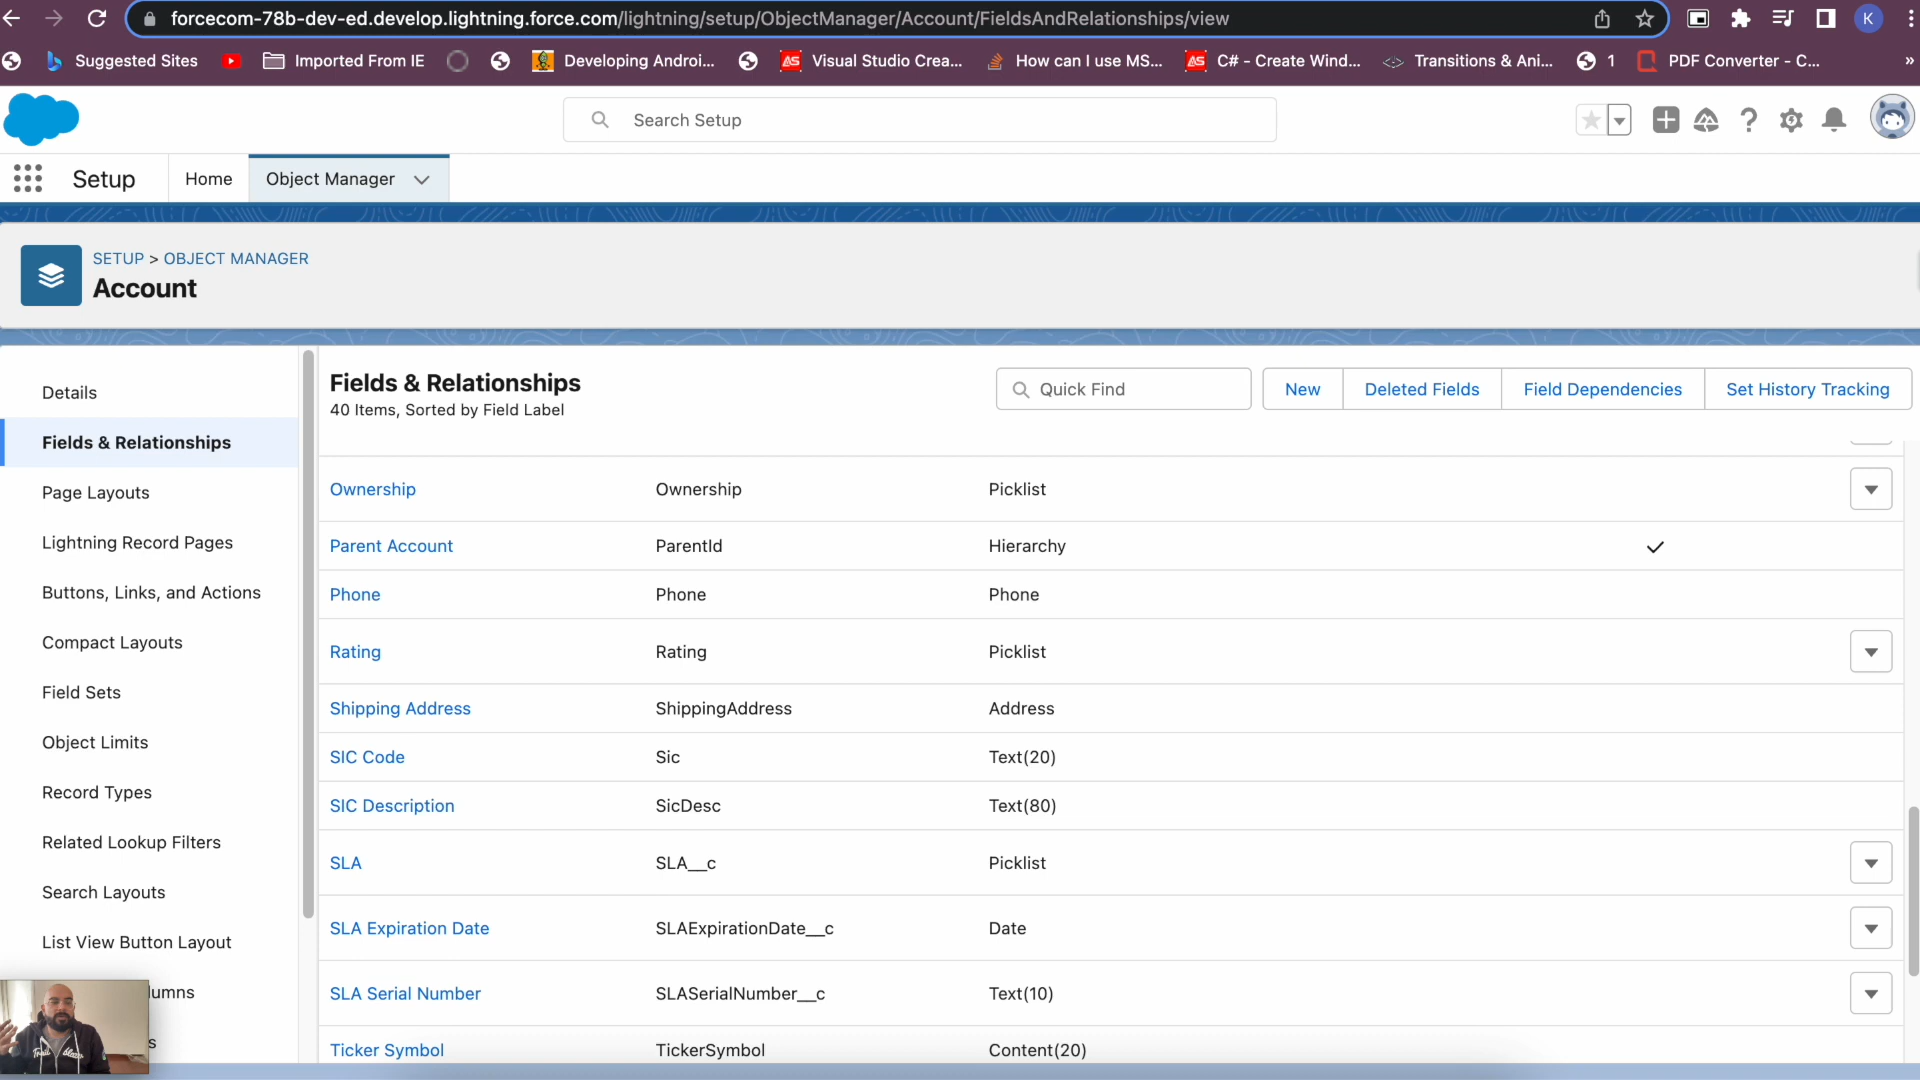 forcecom-78b-dev-ed.develop.lightning.force.com/lightning/setup/ObjectManager/Account/FieldsAndRelationships/view
K
Suggested Sites Imported From IE Developing Androi... Visual Studio Crea... How can I use MS... C# - Create Wind... Transitions & Ani... 1 PDF Converter - C... »
Search Setup
Setup Home Object Manager
SETUP > OBJECT MANAGER
Account
Details
Fields & Relationships
Page Layouts
Lightning Record Pages
Buttons, Links, and Actions
Compact Layouts
Field Sets
Object Limits
Record Types
Related Lookup Filters
Search Layouts
List View Button Layout
lumns
s
Fields & Relationships
40 Items, Sorted by Field Label
Quick Find New Deleted Fields Field Dependencies Set History Tracking
Ownership Ownership Picklist
Parent Account ParentId Hierarchy
Phone Phone Phone
Rating Rating Picklist
Shipping Address ShippingAddress Address
SIC Code Sic Text(20)
SIC Description SicDesc Text(80)
SLA SLA__c Picklist
SLA Expiration Date SLAExpirationDate__c Date
SLA Serial Number SLASerialNumber__c Text(10)
Ticker Symbol TickerSymbol Content(20)